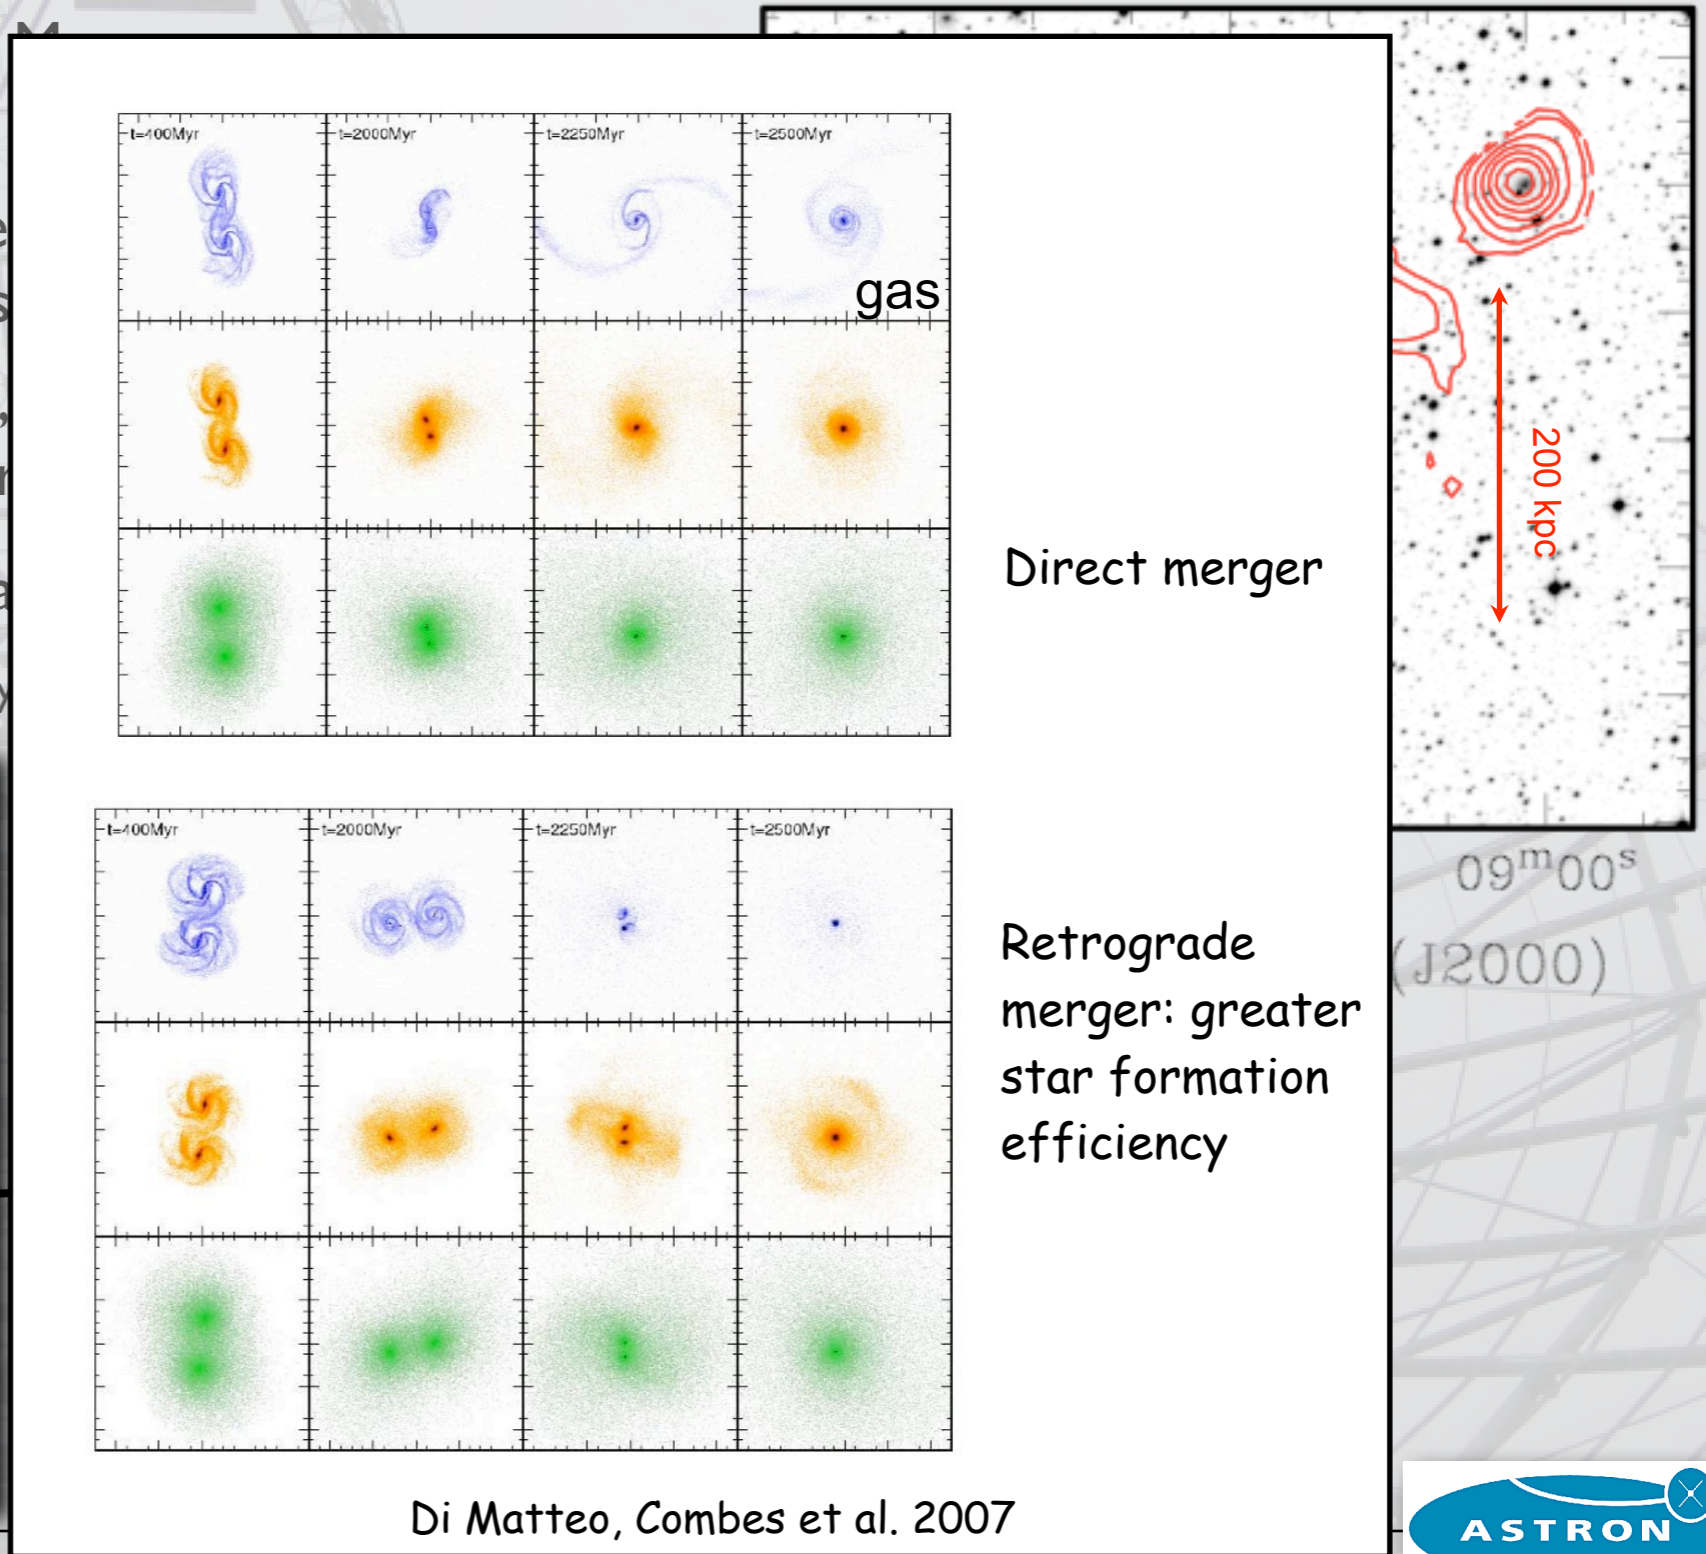 t=400Myr
t=2000Myr
t=2250Myr
t=2500Myr
gas
Direct merger
200 kpc
t=400Myr
t=2000Myr
t=2250Myr
t=2500Myr
Retrograde
merger: greater
star formation
efficiency
09ᵐ00ˢ
(J2000)
Di Matteo, Combes et al. 2007
ASTRON